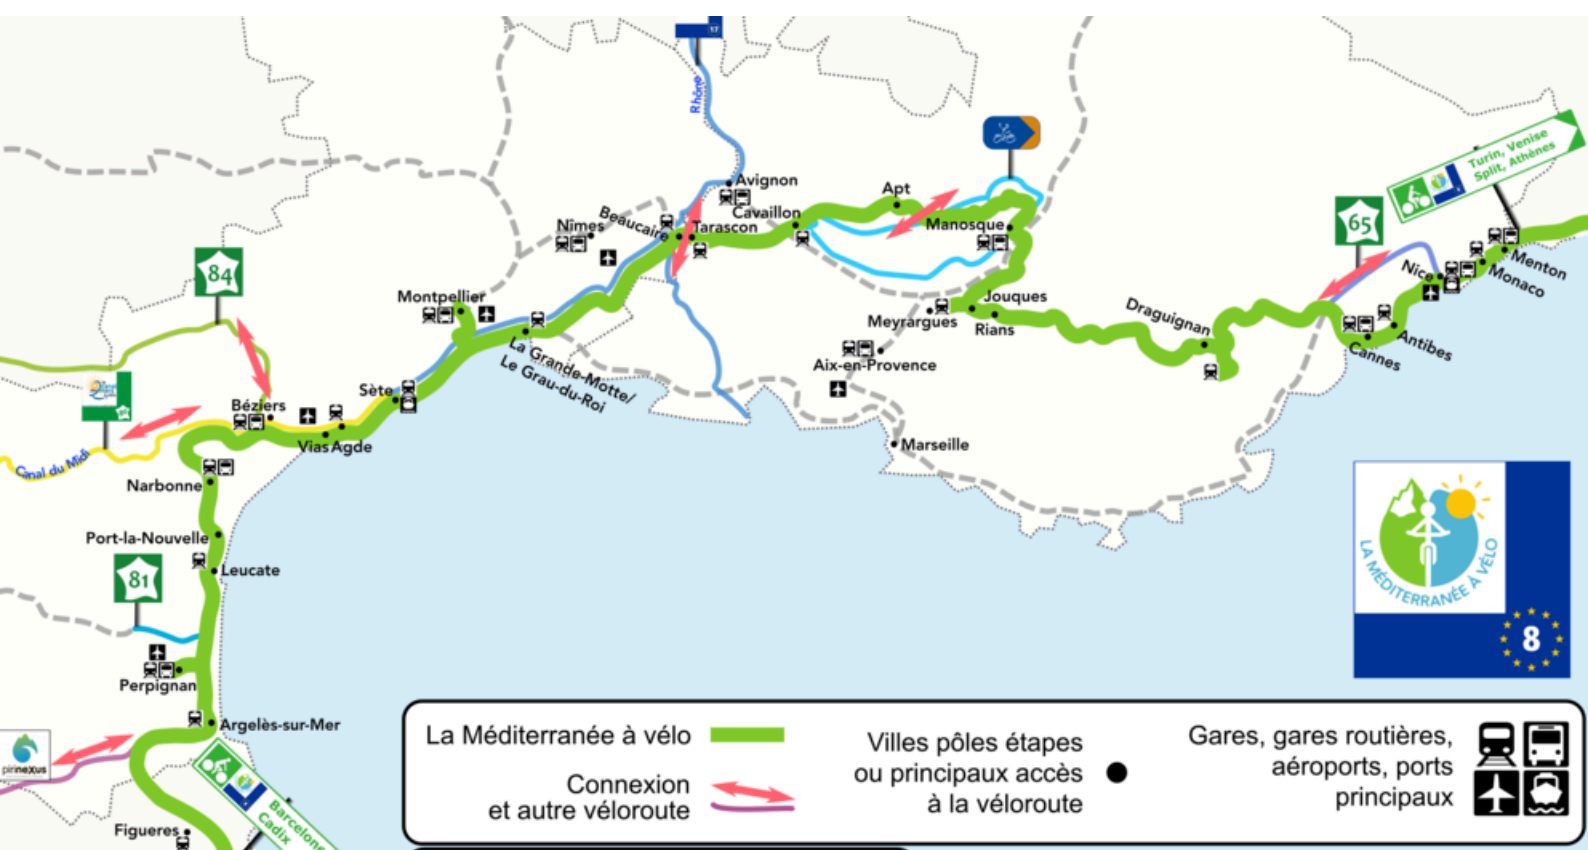 57
Rhône
Turin, Venise
Split, Athènes
Avignon
Apt
Cavaillon
Beaucaire
Tarascon
Nîmes
Manosque
65
84
Nice
Menton
Monaco
Montpellier
Jouques
Meyrargues
Rians
Draguignan
Antibes
Cannes
La Grande-Motte/
Le Grau-du-Roi
Aix-en-Provence
Sète
Béziers
Vias
Agde
Marseille
Canal du Midi
Narbonne
Port-la-Nouvelle
Leucate
81
Perpignan
Argelès-sur-Mer
pirinexus
Barcelone
Cadix
Figueres
LA MÉDITERRANÉE À VÉLO
8
La Méditerranée à vélo
Connexion
et autre véloroute
Villes pôles étapes
ou principaux accès
à la véloroute
Gares, gares routières,
aéroports, ports
principaux